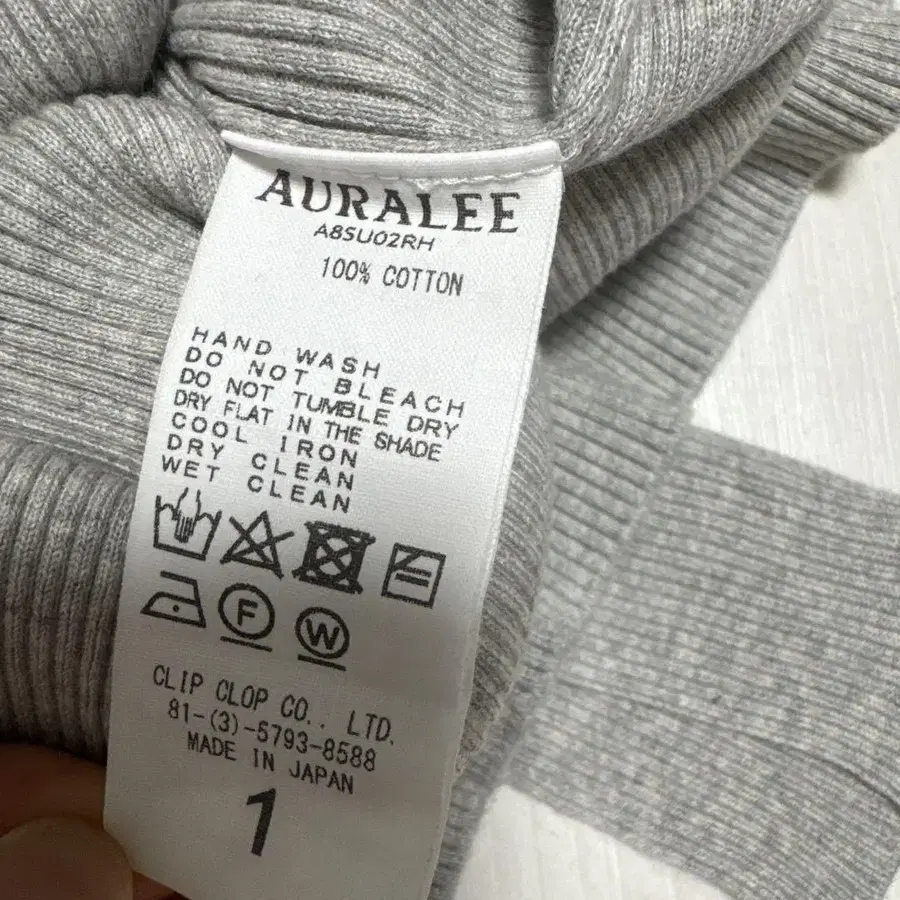 AURALEE
A8SU02RH
100% COTTON
HAND WASH
DO NOT BLEACH
DO NOT TUMBLE DRY
DRY FLAT IN THE SHADE
COOL IRON
DRY CLEAN
WET CLEAN
F
W
CLIP CLOP CO., LTD.
81-(3)-5793-8588
MADE IN JAPAN
1